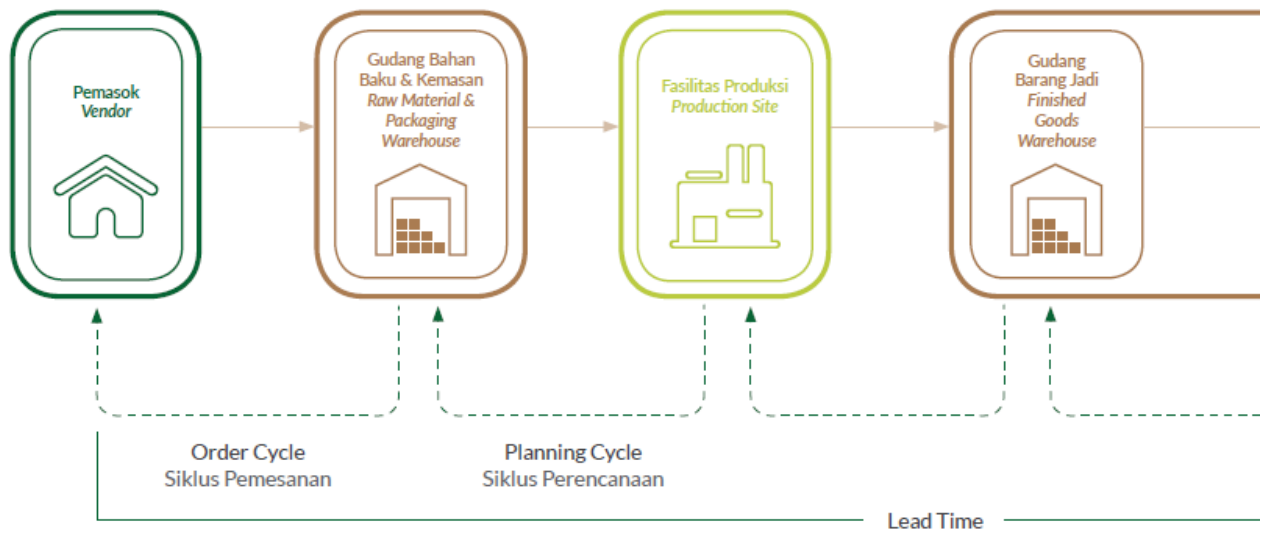 Pemasok
Vendor
Gudang Bahan
Baku & Kemasan
Raw Material &
Packaging
Warehouse
Fasilitas Produksi
Production Site
Gudang
Barang Jadi
Finished
Goods
Warehouse
Order Cycle
Siklus Pemesanan
Planning Cycle
Siklus Perencanaan
Lead Time